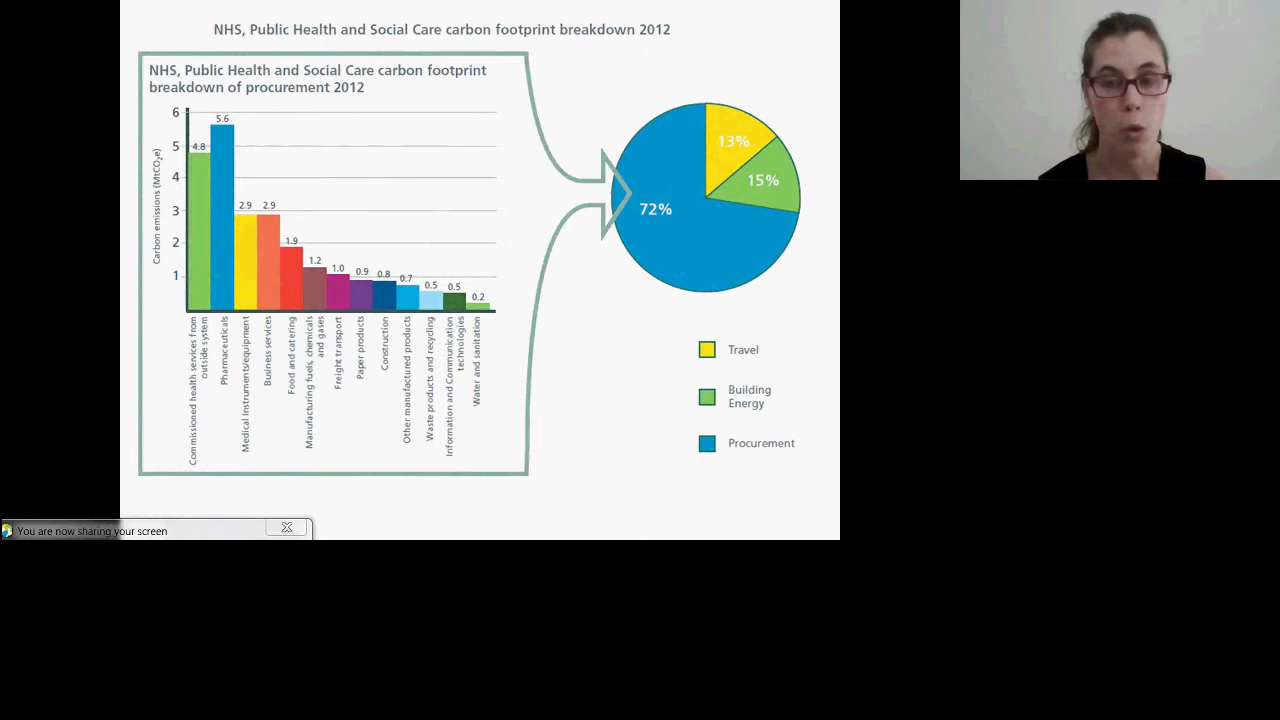 NHS, Public Health and Social Care carbon footprint breakdown 2012
NHS, Public Health and Social Care carbon footprint
breakdown of procurement 2012
Carbon emissions (MtCO₂e)
6
5
4
3
2
1
4.8
5.6
2.9
2.9
1.9
1.2
1.0
0.9
0.8
0.7
0.5
0.5
0.2
Commissioned health services from
outside system
Pharmaceuticals
Medical Instruments/equipment
Business services
Food and catering
Manufacturing fuels, chemicals
and gases
Freight transport
Paper products
Construction
Other manufactured products
Waste products and recycling
Information and Communication
technologies
Water and sanitation
13%
15%
72%
Travel
Building
Energy
Procurement
You are now sharing your screen